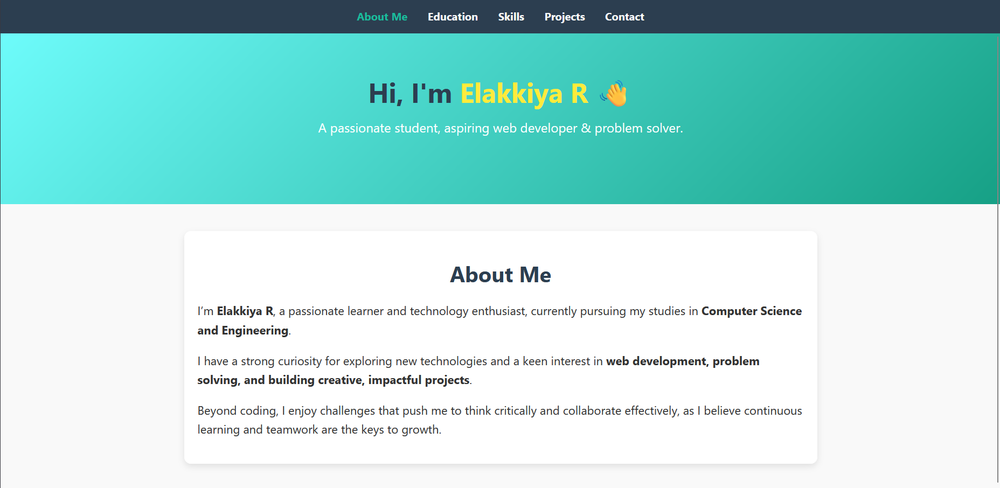 About Me Education Skills Projects Contact
Hi, I'm Elakkiya R 👋
A passionate student, aspiring web developer & problem solver.
About Me
I’m Elakkiya R, a passionate learner and technology enthusiast, currently pursuing my studies in Computer Science
and Engineering.
I have a strong curiosity for exploring new technologies and a keen interest in web development, problem
solving, and building creative, impactful projects.
Beyond coding, I enjoy challenges that push me to think critically and collaborate effectively, as I believe continuous
learning and teamwork are the keys to growth.